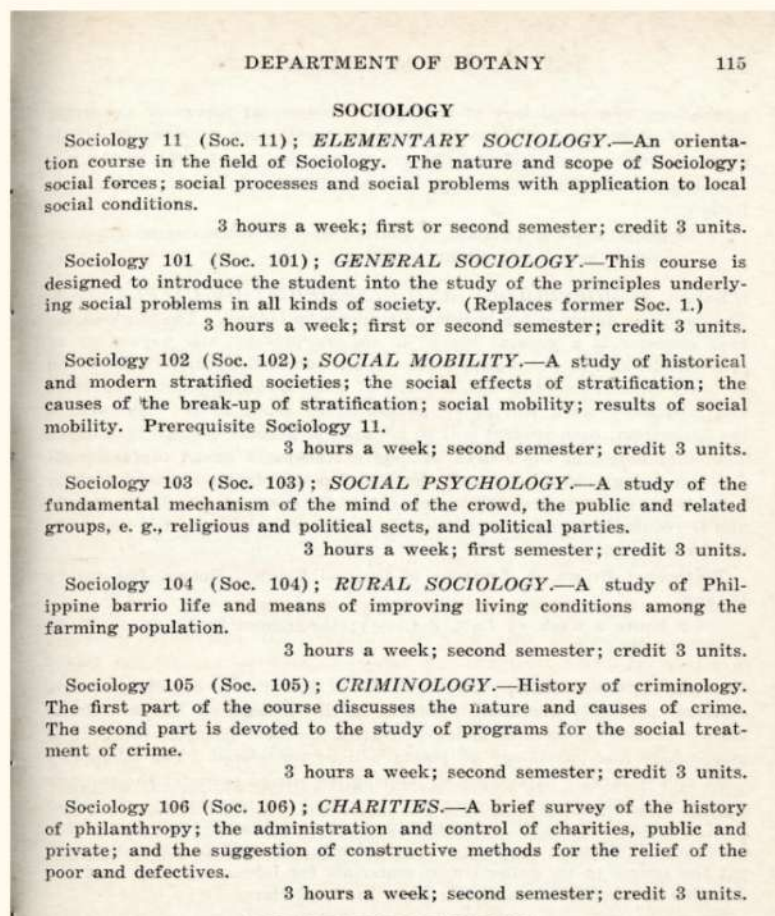 DEPARTMENT OF BOTANY 115
SOCIOLOGY
Sociology 11 (Soc. 11); ELEMENTARY SOCIOLOGY.—An orienta-
tion course in the field of Sociology. The nature and scope of Sociology;
social forces; social processes and social problems with application to local
social conditions.
3 hours a week; first or second semester; credit 3 units.
Sociology 101 (Soc. 101); GENERAL SOCIOLOGY.—This course is
designed to introduce the student into the study of the principles underly-
ing social problems in all kinds of society. (Replaces former Soc. 1.)
3 hours a week; first or second semester; credit 3 units.
Sociology 102 (Soc. 102); SOCIAL MOBILITY.—A study of historical
and modern stratified societies; the social effects of stratification; the
causes of the break-up of stratification; social mobility; results of social
mobility. Prerequisite Sociology 11.
3 hours a week; second semester; credit 3 units.
Sociology 103 (Soc. 103); SOCIAL PSYCHOLOGY.—A study of the
fundamental mechanism of the mind of the crowd, the public and related
groups, e. g., religious and political sects, and political parties.
3 hours a week; first semester; credit 3 units.
Sociology 104 (Soc. 104); RURAL SOCIOLOGY.—A study of Phil-
ippine barrio life and means of improving living conditions among the
farming population.
3 hours a week; second semester; credit 3 units.
Sociology 105 (Soc. 105); CRIMINOLOGY.—History of criminology.
The first part of the course discusses the nature and causes of crime.
The second part is devoted to the study of programs for the social treat-
ment of crime.
3 hours a week; second semester; credit 3 units.
Sociology 106 (Soc. 106); CHARITIES.—A brief survey of the history
of philanthropy; the administration and control of charities, public and
private; and the suggestion of constructive methods for the relief of the
poor and defectives.
3 hours a week; second semester; credit 3 units.